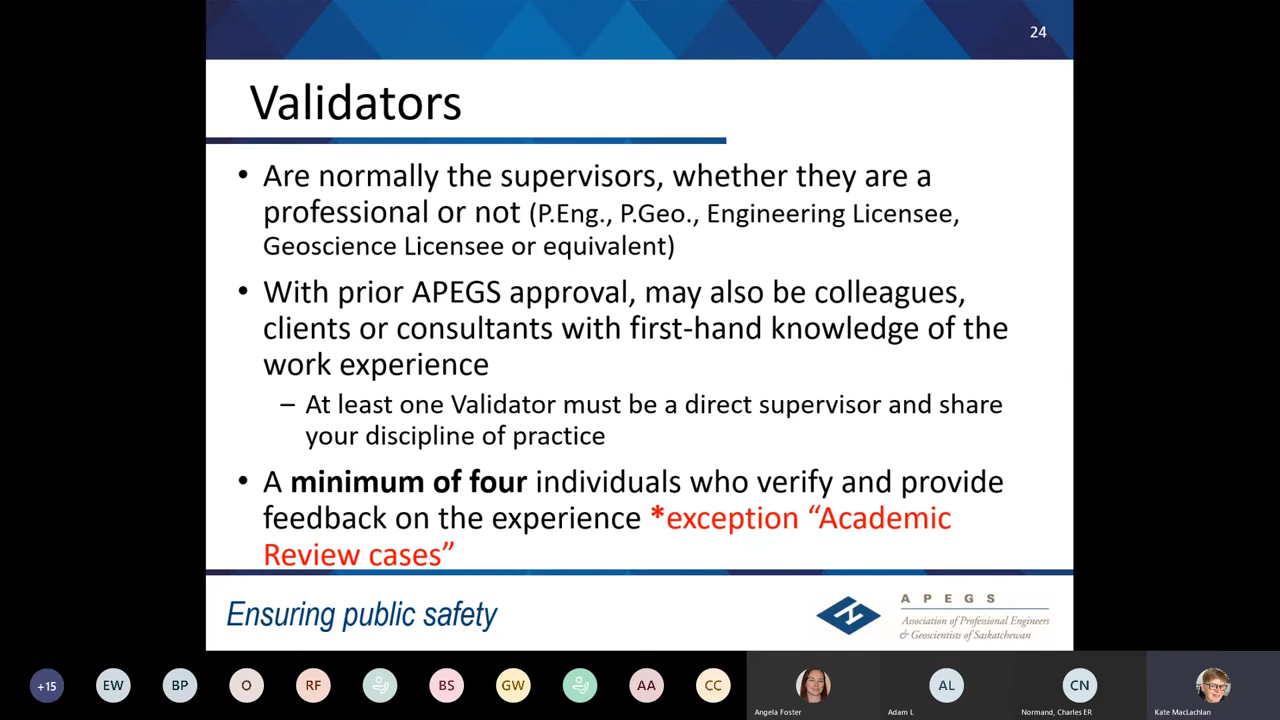 24
Validators
• Are normally the supervisors, whether they are a
professional or not (P.Eng., P.Geo., Engineering Licensee,
Geoscience Licensee or equivalent)
• With prior APEGS approval, may also be colleagues,
clients or consultants with first-hand knowledge of the
work experience
– At least one Validator must be a direct supervisor and share
your discipline of practice
• A minimum of four individuals who verify and provide
feedback on the experience *exception “Academic
Review cases”
Ensuring public safety
A P E G S
Association of Professional Engineers
& Geoscientists of Saskatchewan
+15
EW
BP
O
RF
BS
GW
AA
CC
AL
CN
Angela Foster
Adam L
Normand, Charles ER
Kate MacLachlan